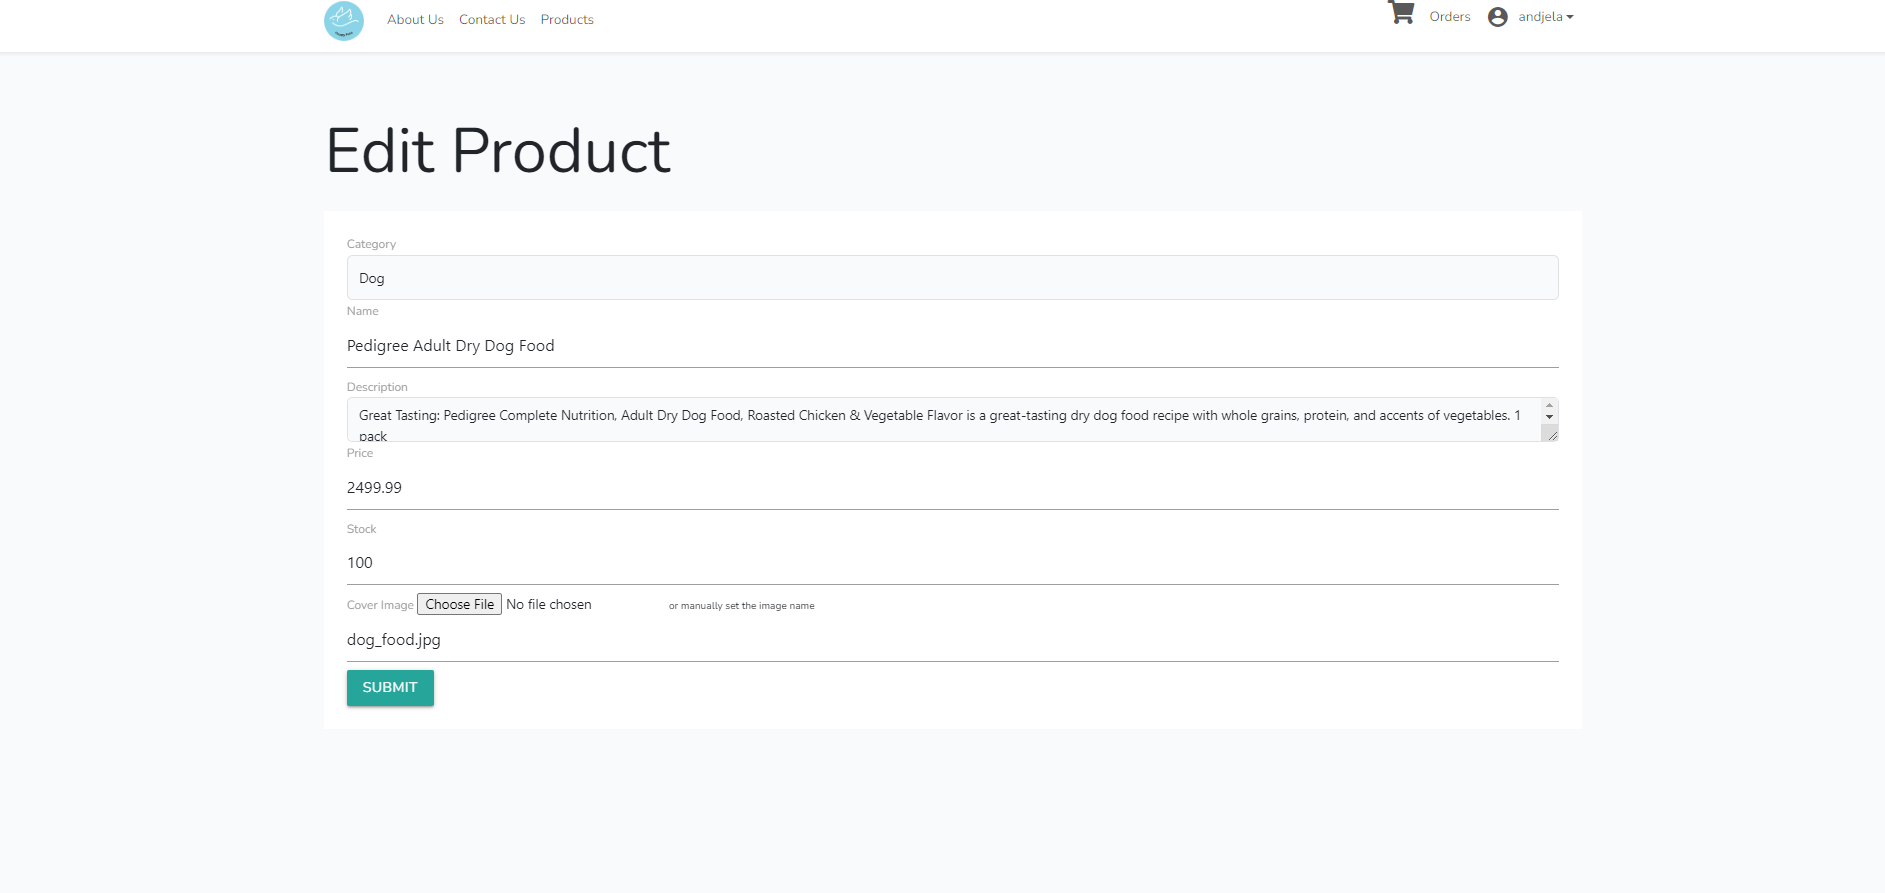 About Us Contact Us Products
Orders andjela
Edit Product
Category
Dog
Name
Pedigree Adult Dry Dog Food
Description
Great Tasting: Pedigree Complete Nutrition, Adult Dry Dog Food, Roasted Chicken & Vegetable Flavor is a great-tasting dry dog food recipe with whole grains, protein, and accents of vegetables. 1
pack
Price
2499.99
Stock
100
Cover Image Choose File No file chosen or manually set the image name
dog_food.jpg
SUBMIT